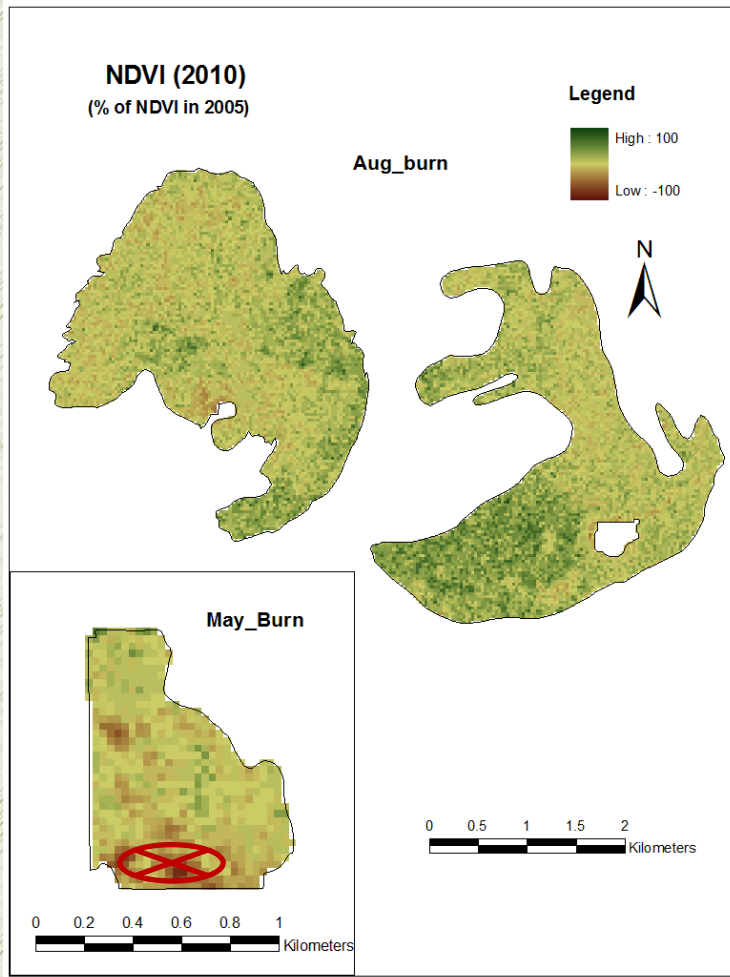 NDVI (2010)
(% of NDVI in 2005)
Legend
High : 100
Low : -100
Aug_burn
N
May_Burn
0 0.5 1 1.5 2
Kilometers
0 0.2 0.4 0.6 0.8 1
Kilometers